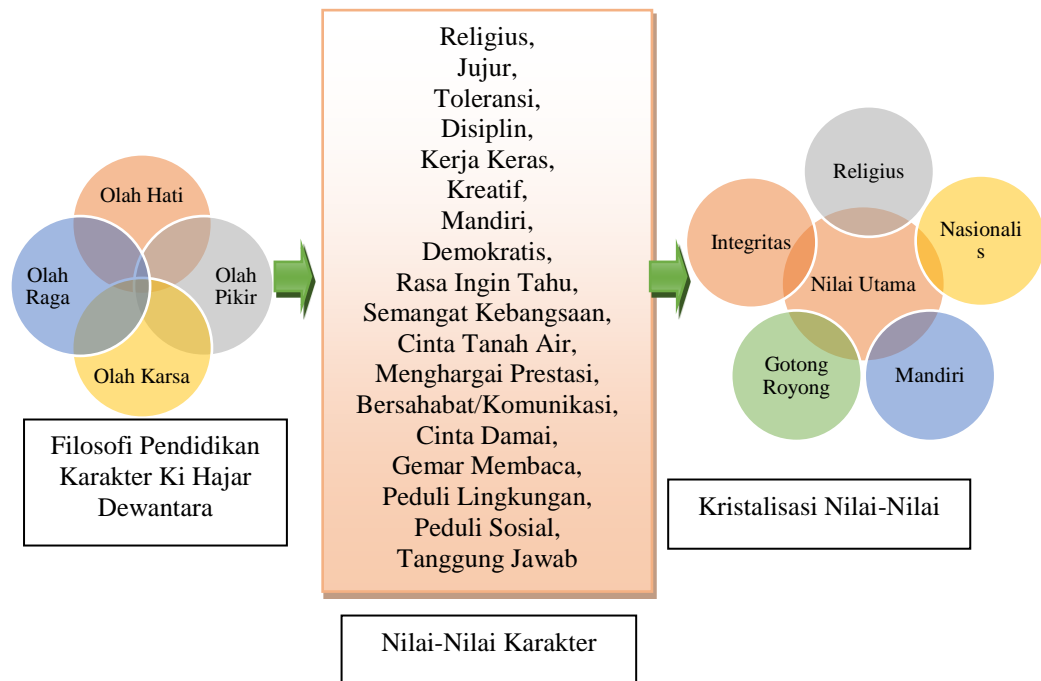 Olah Hati
Olah
Raga
Olah
Pikir
Olah Karsa
Filosofi Pendidikan
Karakter Ki Hajar
Dewantara
Religius,
Jujur,
Toleransi,
Disiplin,
Kerja Keras,
Kreatif,
Mandiri,
Demokratis,
Rasa Ingin Tahu,
Semangat Kebangsaan,
Cinta Tanah Air,
Menghargai Prestasi,
Bersahabat/Komunikasi,
Cinta Damai,
Gemar Membaca,
Peduli Lingkungan,
Peduli Sosial,
Tanggung Jawab
Nilai-Nilai Karakter
Religius
Integritas
Nasionali
s
Nilai Utama
Gotong
Royong
Mandiri
Kristalisasi Nilai-Nilai